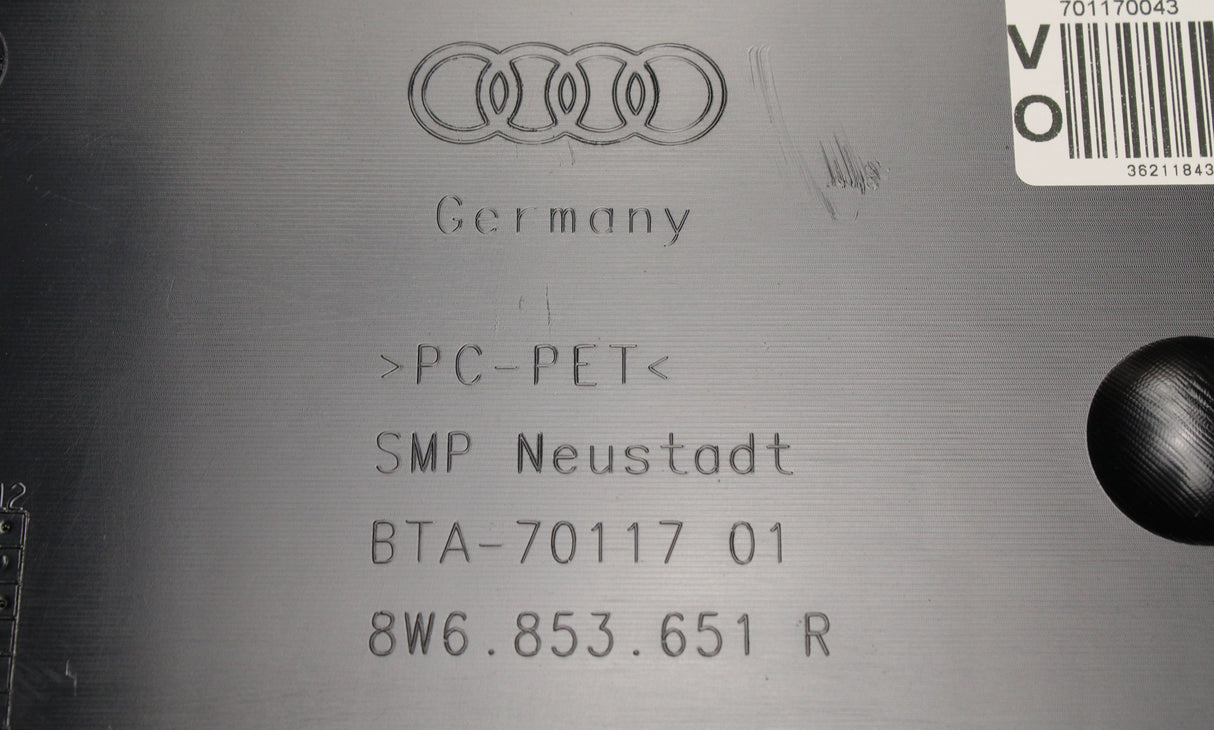 701170043
V
O
36211843
Germany
>PC-PET<
SMP Neustadt
BTA-70117 01
8W6.853.651 R
12